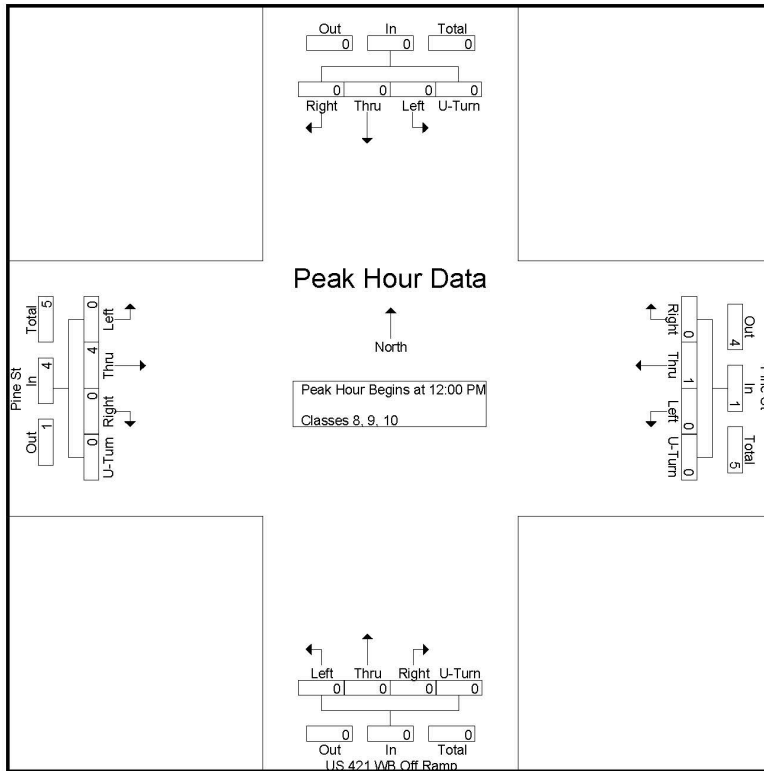 Out In Total
0 0 0
0 0 0 0
Right Thru Left U-Turn
Peak Hour Data
North
Peak Hour Begins at 12:00 PM
Classes 8, 9, 10
Pine St
Total In Out
5 4 1
0 4 0 0
Left Thru Right U-Turn
Right Thru Left U-Turn
0 1 0 0
Out In Total
4 1 5
Pine St
Left Thru Right U-Turn
0 0 0 0
0 0 0
Out In Total
US 421 WB Off Ramp